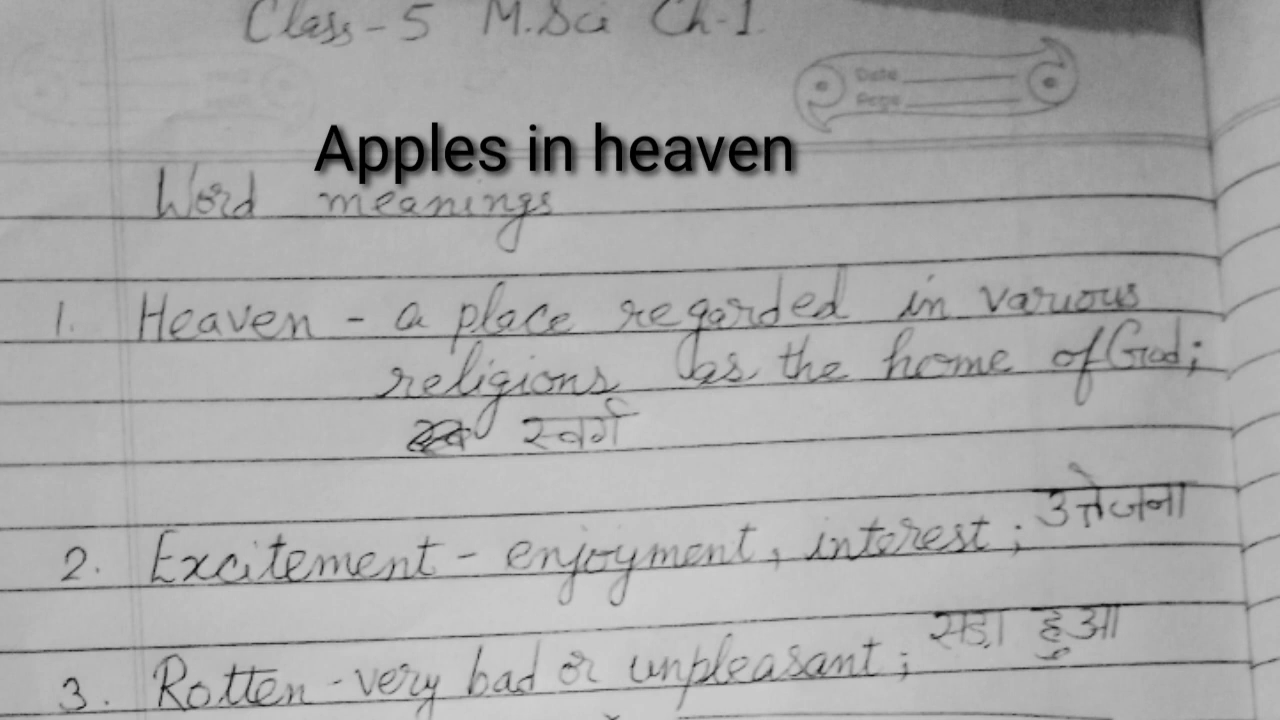 Class - 5 M.Sci Ch-1.
Date
Page
Apples in heaven
Word meanings
1. Heaven - a place regarded in various
religions as the home of God;
स्वर्ग
2. Excitement - enjoyment, interest; उत्तेजना
3. Rotten - very bad or unpleasant; सड़ा हुआ